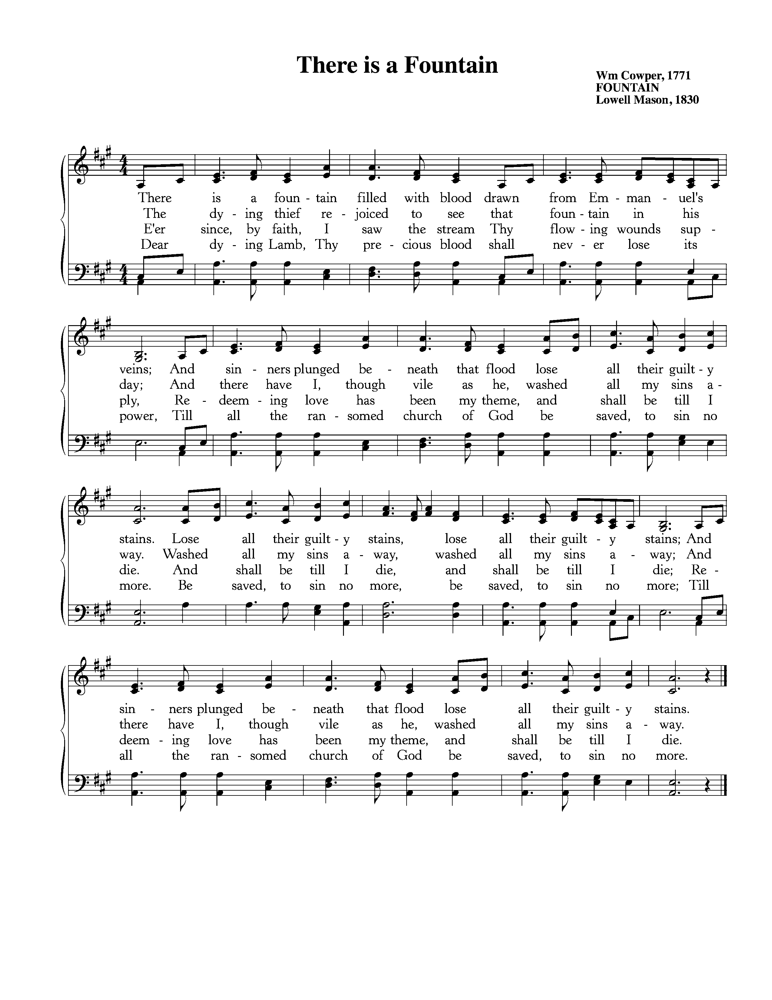 There is a Fountain
Wm Cowper, 1771
FOUNTAIN
Lowell Mason, 1830
4
4
There is a foun - tain filled with blood drawn from Em - man - uel's
The dy - ing thief re - joiced to see that foun - tain in his
E'er since, by faith, I saw the stream Thy flow - ing wounds sup -
Dear dy - ing Lamb, Thy pre - cious blood shall nev - er lose its
4
4
veins; And sin - ners plunged be - neath that flood lose all their guilt - y
day; And there have I, though vile as he, washed all my sins a -
ply, Re - deem - ing love has been my theme, and shall be till I
power, Till all the ran - somed church of God be saved, to sin no
stains. Lose all their guilt - y stains, lose all their guilt - y stains; And
way. Washed all my sins a - way, washed all my sins a - way; And
die. And shall be till I die, and shall be till I die; Re -
more. Be saved, to sin no more, be saved, to sin no more; Till
sin - ners plunged be - neath that flood lose all their guilt - y stains.
there have I, though vile as he, washed all my sins a - way.
deem - ing love has been my theme, and shall be till I die.
all the ran - somed church of God be saved, to sin no more.